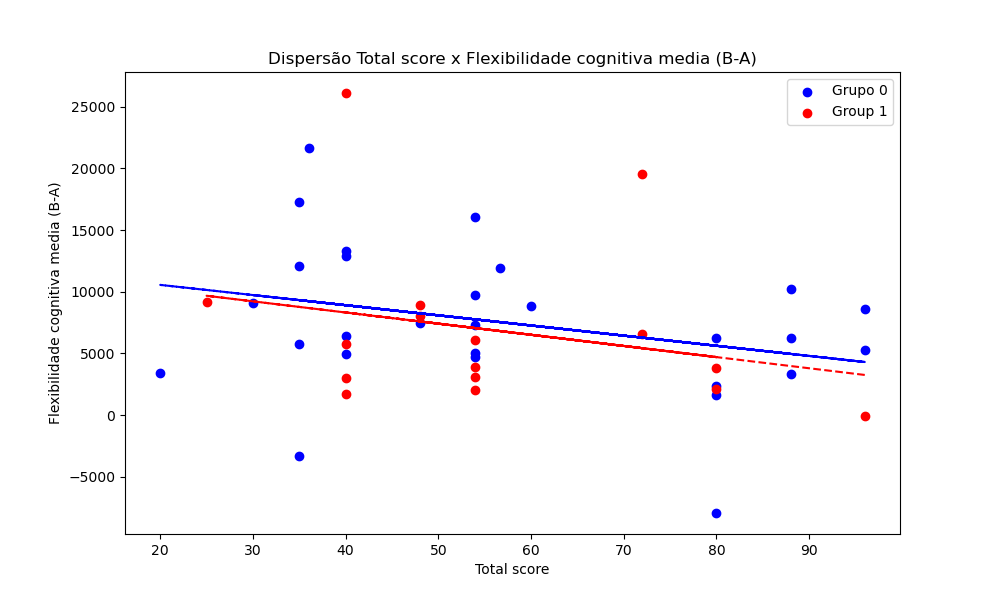 Dispersão Total score x Flexibilidade cognitiva media (B-A)
Grupo 0
Group 1
Flexibilidade cognitiva media (B-A)
25000
20000
15000
10000
5000
0
−5000
20 30 40 50 60 70 80 90
Total score